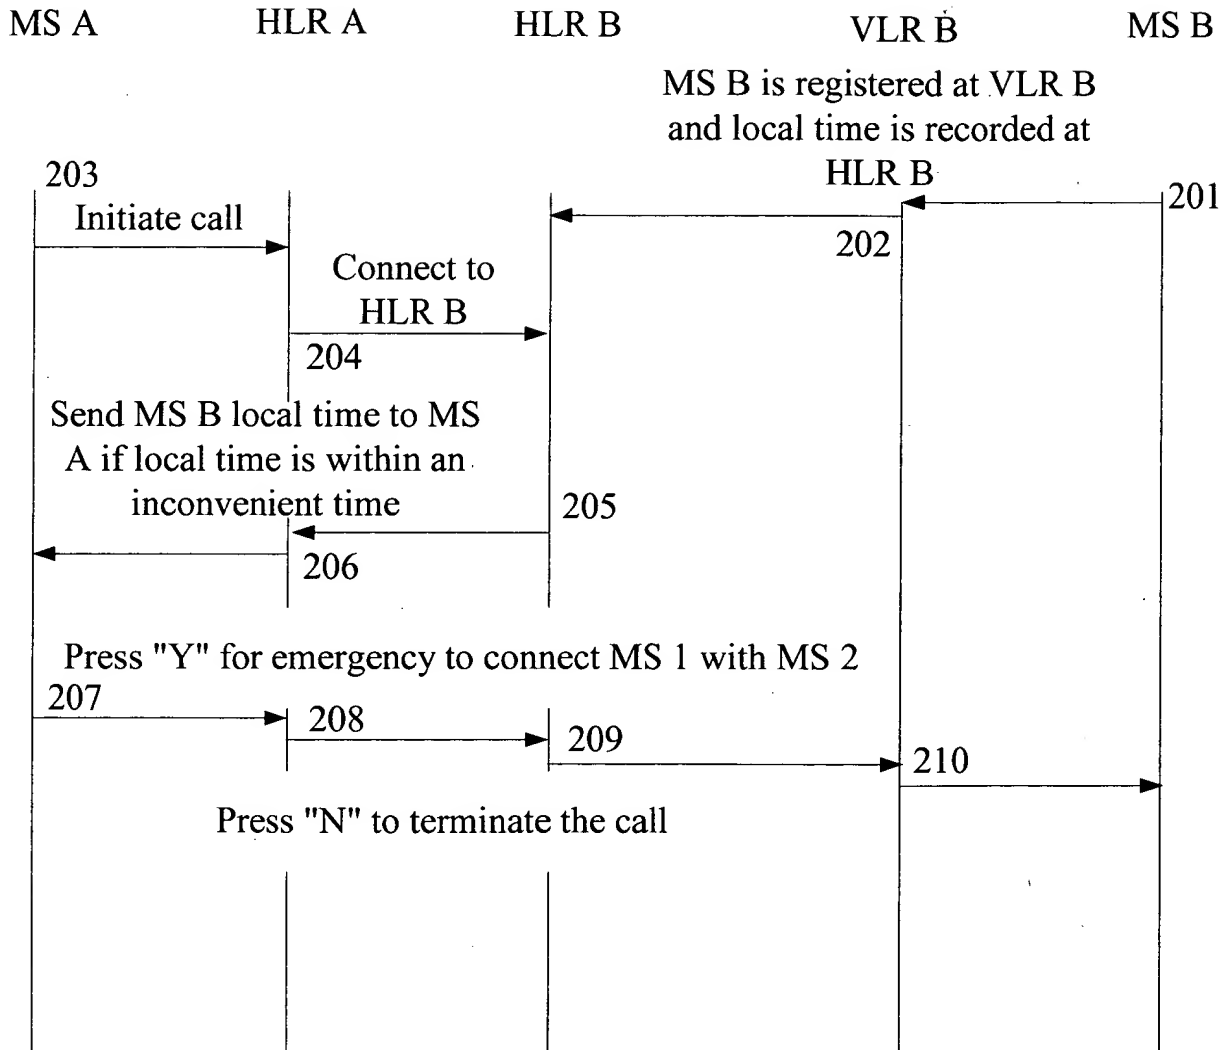 MS A
HLR A
HLR B
VLR B
MS B
MS B is registered at VLR B
and local time is recorded at
HLR B
203
201
Initiate call
202
Connect to
HLR B
204
Send MS B local time to MS
A if local time is within an
inconvenient time
205
206
Press "Y" for emergency to connect MS 1 with MS 2
207
208
209
210
Press "N" to terminate the call